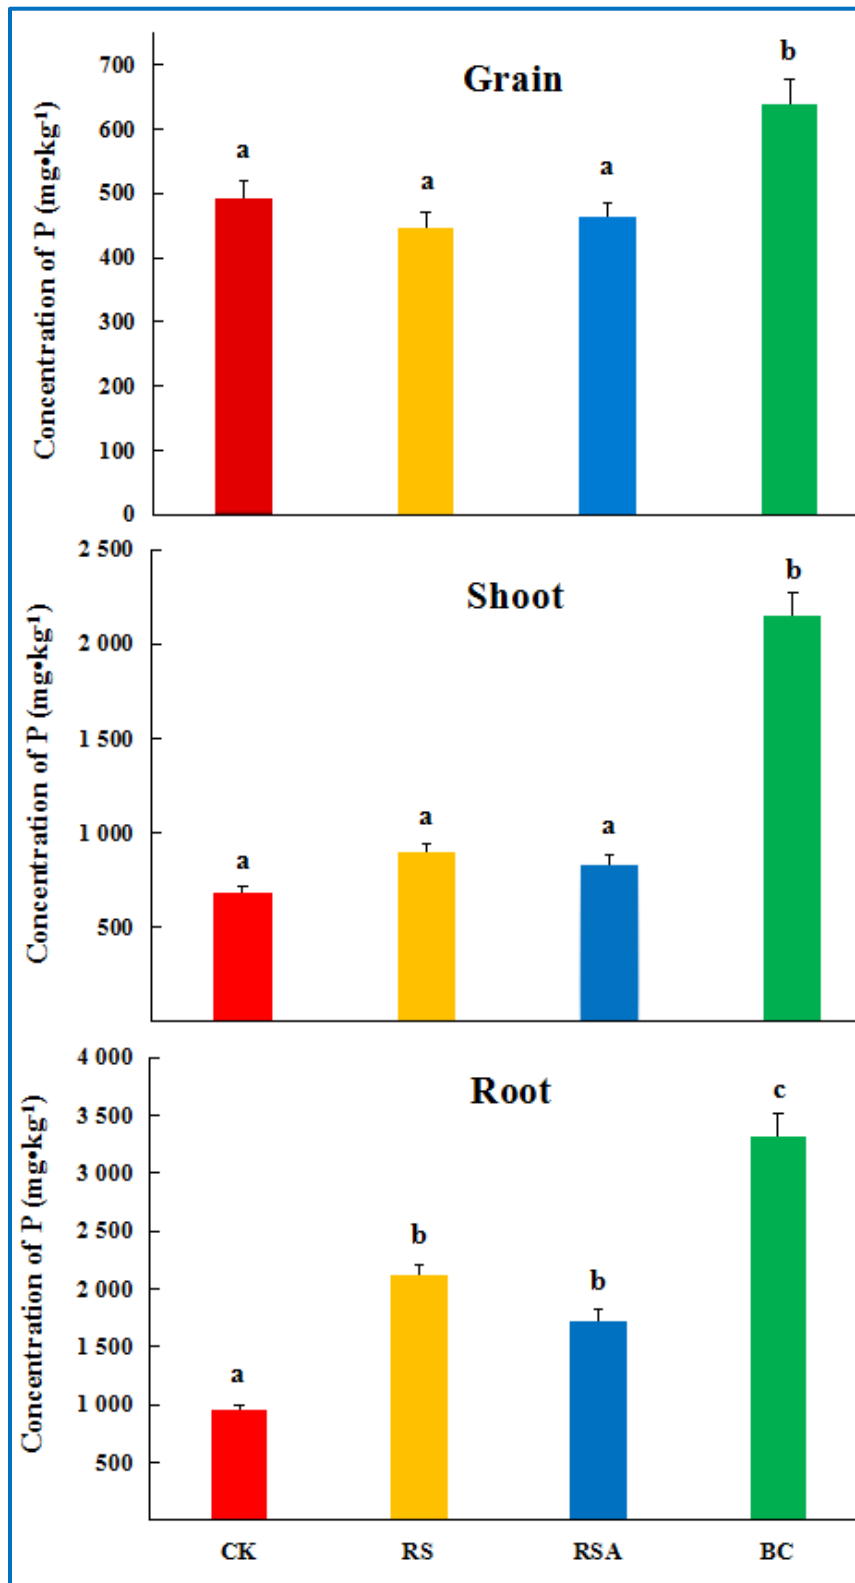 Grain
Concentration of P (mg•kg-1)
700
600
500
400
300
200
100
0
a
a
a
b
Shoot
Concentration of P (mg•kg-1)
2 500
2 000
1 500
1 000
500
a
a
a
b
Root
Concentration of P (mg•kg-1)
4 000
3 500
3 000
2 500
2 000
1 500
1 000
500
a
b
b
c
CK RS RSA BC